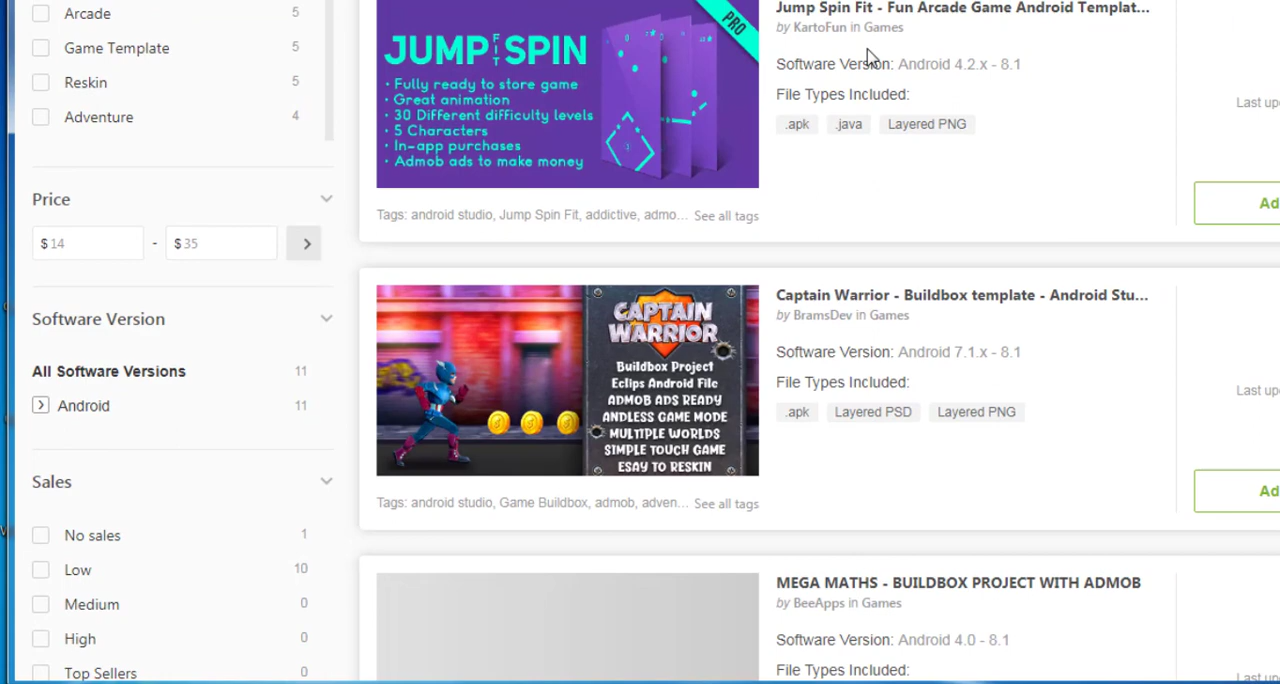 Arcade 5
Game Template 5
Reskin 5
Adventure 4
Price
$ 14 - $ 35
Software Version
All Software Versions 11
Android 11
Sales
No sales 1
Low 10
Medium 0
High 0
Top Sellers 0
JUMP FIT SPIN
PRO
• Fully ready to store game
• Great animation
• 30 Different difficulty levels
• 5 Characters
• In-app purchases
• Admob ads to make money
Tags: android studio, Jump Spin Fit, addictive, admo... See all tags
Jump Spin Fit - Fun Arcade Game Android Templat...
by KartoFun in Games
Software Version: Android 4.2.x - 8.1
File Types Included:
.apk .java Layered PNG
Last up
Ad
CAPTAIN
WARRIOR
Buildbox Project
Eclips Android File
ADMOB ADS READY
ANDLESS GAME MODE
MULTIPLE WORLDS
SIMPLE TOUCH GAME
ESAY TO RESKIN
Tags: android studio, Game Buildbox, admob, adven... See all tags
Captain Warrior - Buildbox template - Android Stu...
by BramsDev in Games
Software Version: Android 7.1.x - 8.1
File Types Included:
.apk Layered PSD Layered PNG
Last up
Ad
MEGA MATHS - BUILDBOX PROJECT WITH ADMOB
by BeeApps in Games
Software Version: Android 4.0 - 8.1
File Types Included:
Last up